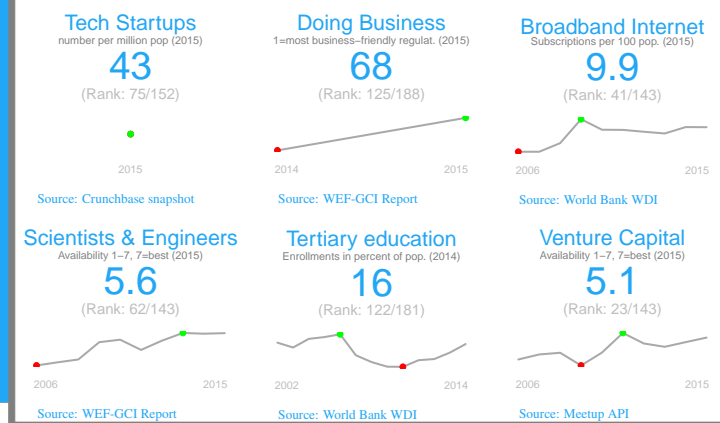 Tech Startups
number per million pop (2015)
43
(Rank: 75/152)
2015
Source: Crunchbase snapshot
Doing Business
1=most business−friendly regulat. (2015)
68
(Rank: 125/188)
2014 2015
Source: WEF-GCI Report
Broadband Internet
Subscriptions per 100 pop. (2015)
9.9
(Rank: 41/143)
2006 2015
Source: World Bank WDI
Scientists & Engineers
Availability 1−7, 7=best (2015)
5.6
(Rank: 62/143)
2006 2015
Source: WEF-GCI Report
Tertiary education
Enrollments in percent of pop. (2014)
16
(Rank: 122/181)
2002 2014
Source: World Bank WDI
Venture Capital
Availability 1−7, 7=best (2015)
5.1
(Rank: 23/143)
2006 2015
Source: Meetup API